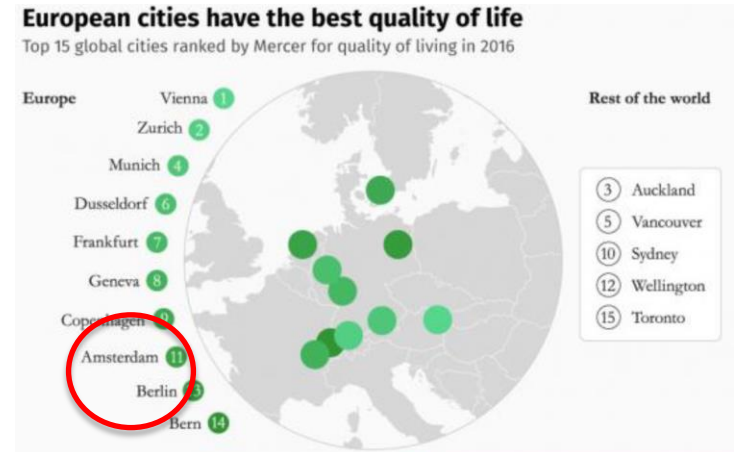 European cities have the best quality of life
Top 15 global cities ranked by Mercer for quality of living in 2016
Europe
Vienna 1
Zurich 2
Munich 4
Dusseldorf 6
Frankfurt 7
Geneva 8
Copenhagen 9
Amsterdam 11
Berlin 13
Bern 14
Rest of the world
3 Auckland
5 Vancouver
10 Sydney
12 Wellington
15 Toronto